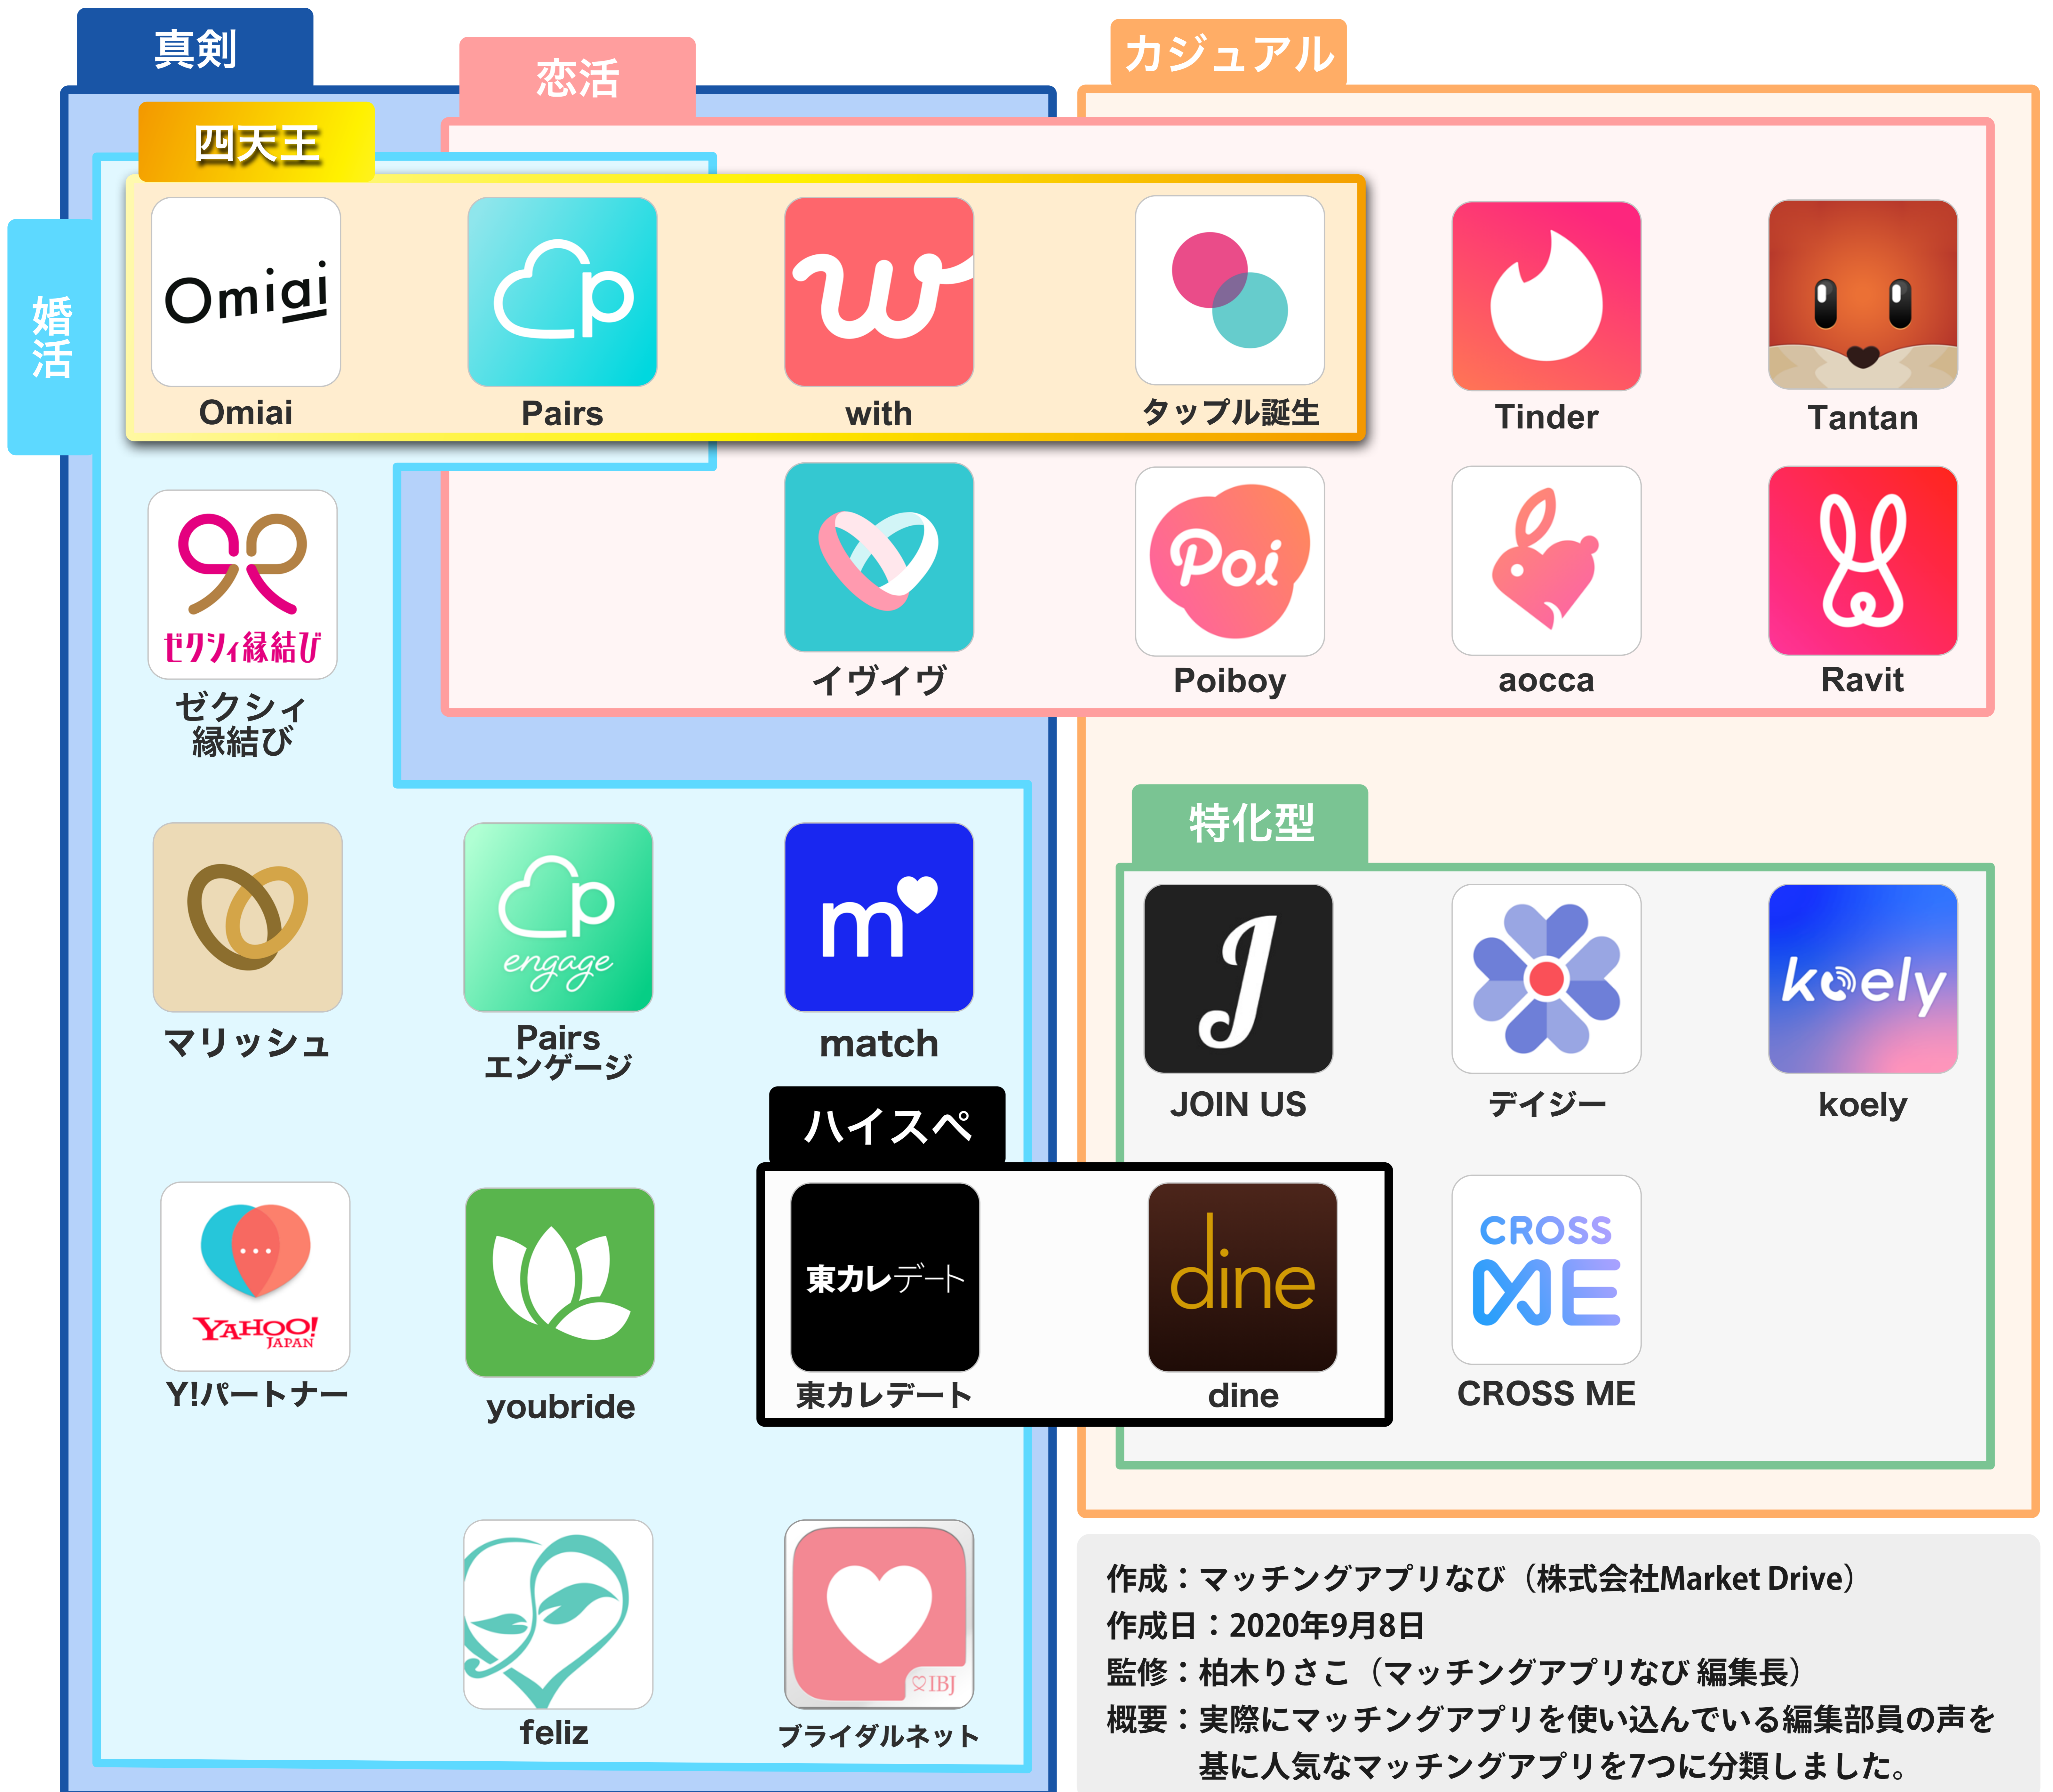 真剣
恋活
カジュアル
四天王
婚活
Omiai
Omiai
Pairs
with
タップル誕生
Tinder
Tantan
ゼクシィ縁結び
ゼクシィ
縁結び
イヴイヴ
Poi
Poiboy
aocca
Ravit
特化型
マリッシュ
engage
Pairs
エンゲージ
m
match
J
JOIN US
デイジー
koely
koely
ハイスペ
YAHOO!
JAPAN
Y!パートナー
youbride
東カレデート
東カレデート
dine
dine
CROSS
ME
CROSS ME
feliz
IBJ
ブライダルネット
作成：マッチングアプリなび（株式会社Market Drive）
作成日：2020年9月8日
監修：柏木りさこ（マッチングアプリなび 編集長）
概要：実際にマッチングアプリを使い込んでいる編集部員の声を
基に人気なマッチングアプリを7つに分類しました。